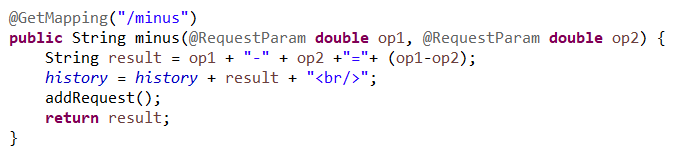 @GetMapping("/minus")
public String minus(@RequestParam double op1, @RequestParam double op2) {
    String result = op1 + "-" + op2 +"="+ (op1-op2);
    history = history + result + "<br/>";
    addRequest();
    return result;
}